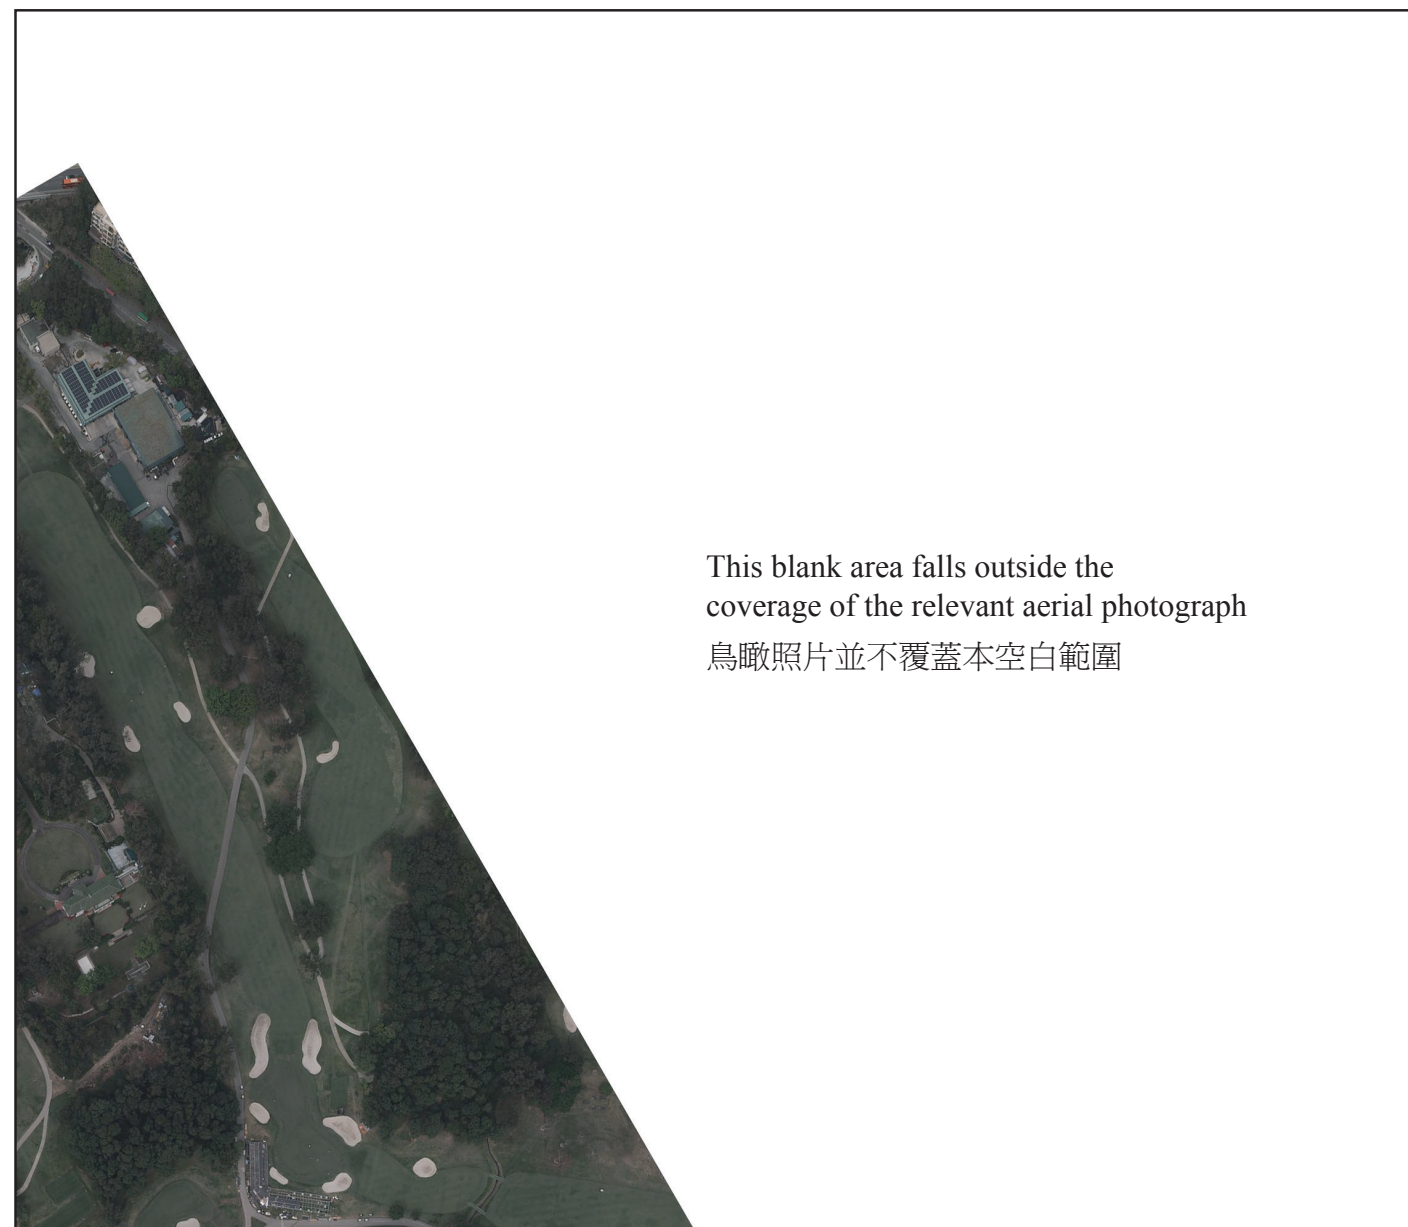 This blank area falls outside the
coverage of the relevant aerial photograph
鳥瞰照片並不覆蓋本空白範圍